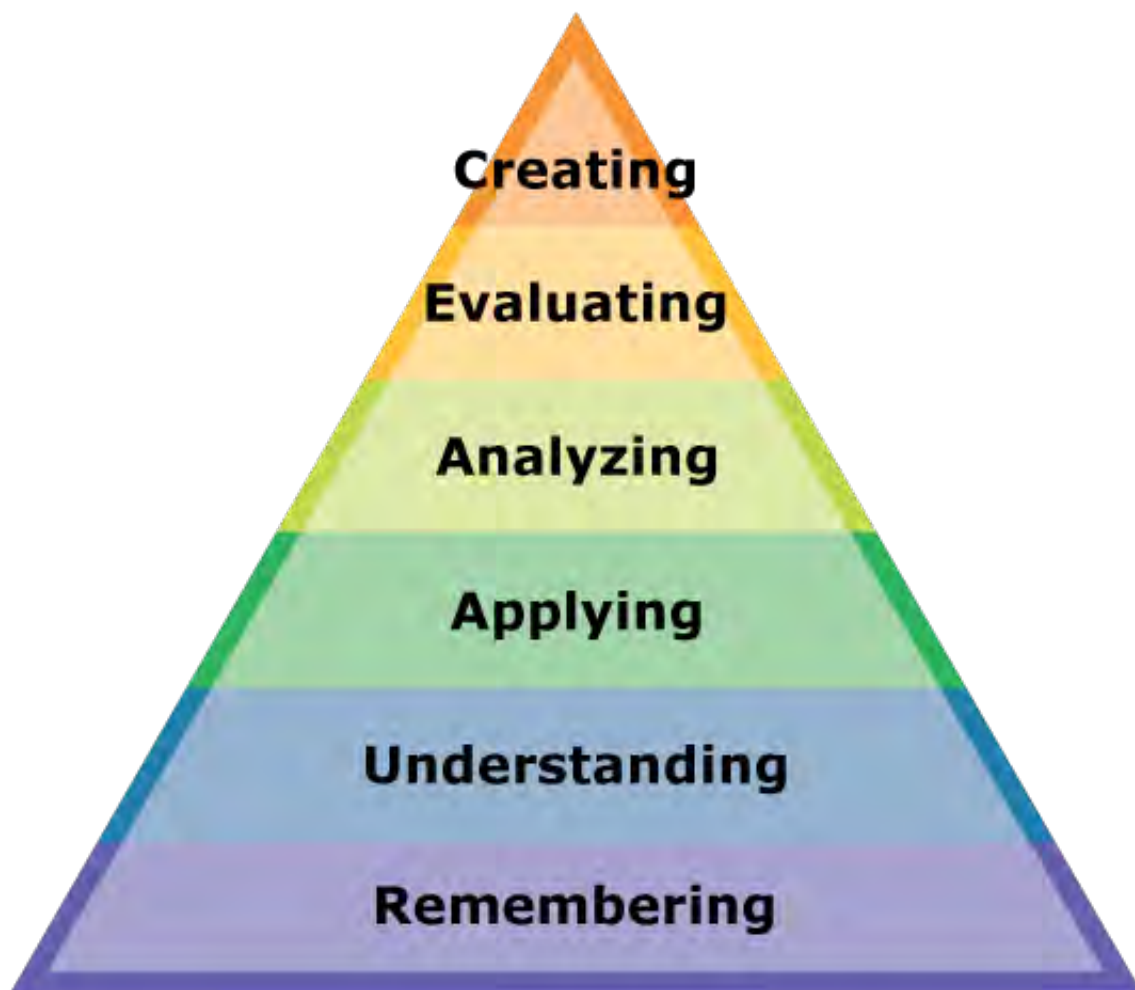 Creating
Evaluating
Analyzing
Applying
Understanding
Remembering